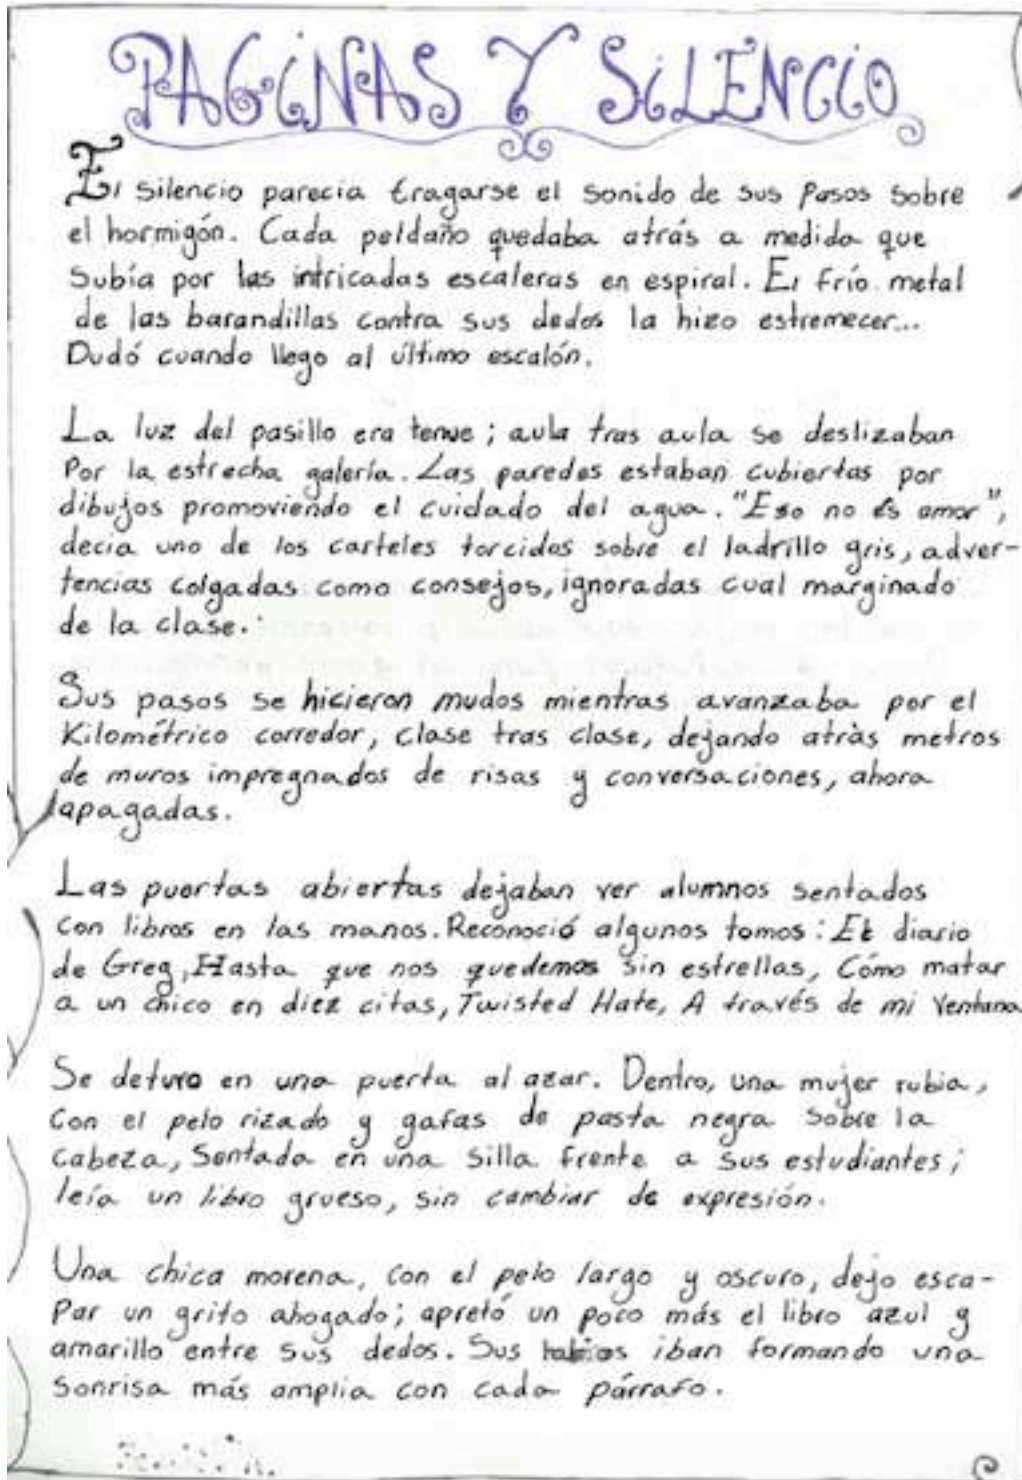 PAGINAS Y SILENCIO
El silencio parecia tragarse el sonido de sus pasos sobre
el hormigón. Cada peldaño quedaba atrás a medida que
Subía por las intricadas escaleras en espiral. El frío metal
de las barandillas contra sus dedos la hizo estremecer...
Dudó cuando llego al último escalón.
La luz del pasillo era tenue; aula tras aula se deslizaban
Por la estrecha galería. Las paredes estaban cubiertas por
dibujos promoviendo el cuidado del agua. "Eso no es amor",
decia uno de los carteles torcidos sobre el ladrillo gris, adver-
tencias colgadas como consejos, ignoradas cual marginado
de la clase.
Sus pasos se hicieron mudos mientras avanzaba por el
Kilométrico corredor, clase tras clase, dejando atràs metros
de muros impregnados de risas y conversaciones, ahora
apagadas.
Las puertas abiertas dejaban ver alumnos sentados
con libros en las manos. Reconoció algunos tomos: El diario
de Greg, Hasta que nos quedemos sin estrellas, Cómo matar
a un chico en diez citas, Twisted Hate, A través de mi Ventana
Se detuvo en una puerta al azar. Dentro, una mujer rubia,
Con el pelo rizado y gafas de pasta negra sobre la
cabeza, Sentada en una silla frente a sus estudiantes;
leía un libro grueso, sin cambiar de expresión.
Una chica morena, con el pelo largo y oscuro, dejo esca-
Par un grito ahogado; apretó un poco más el libro azul y
amarillo entre sus dedos. Sus labios iban formando una
sonrisa más amplia con cada párrafo.